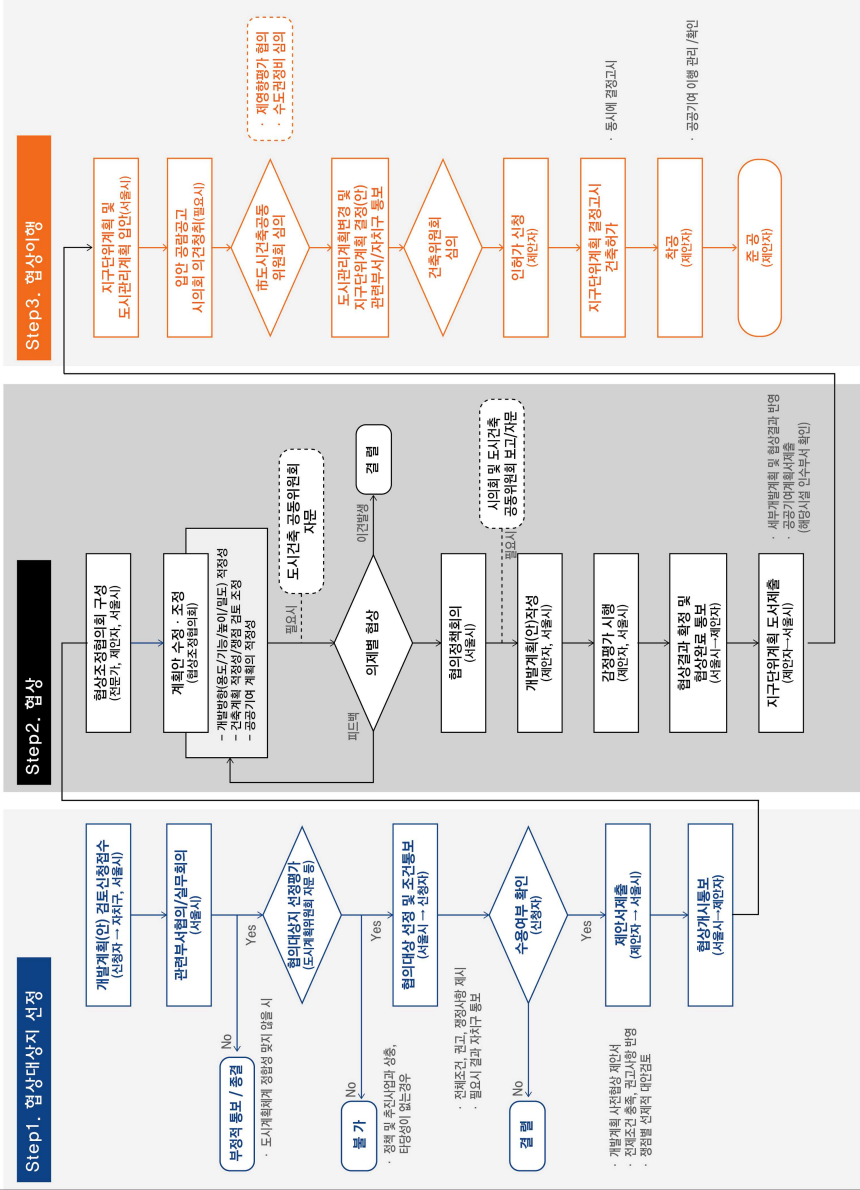 Step1. 협상대상지 선정
개발계획(안) 검토신청접수
(신청자 → 자치구, 서울시)
관련부서협의/실무회의
(서울시)
No
부정적 통보 / 종결
· 도시계획체계 정합성 맞지 않을 시
Yes
협의대상지 선정평가
(도시계획위원회 자문 등)
No
불 가
· 정책 및 추진사업과 상충,
타당성이 없는경우
Yes
협의대상 선정 및 조건통보
(서울시 → 신청자)
· 전체조건, 권고, 쟁정사항 제시
· 필요시 결과 자치구 통보
수용여부 확인
(신청자)
No
결 렬
Yes
제안서제출
(제안자 → 서울시)
· 개발계획 사전협상 제안서
· 전제조건 충족, 권고사항 반영
· 쟁점별 선제적 대안검토
협상개시통보
(서울시→제안자)
Step2. 협상
협상조정협의회 구성
(전문가, 제안자, 서울시)
계획안 수정 · 조정
(협상조정협의회)
– 개발방향(용도/기능/높이/밀도) 적정성
– 건축계획 적정성/쟁점 검토 조정
– 공공기여 계획의 적정성
필요시
도시건축 공동위원회
자문
피드백
의제별 협상
이견발생
결 렬
협의정책회의
(서울시)
필요시
시의회 및 도시건축
공동위원회 보고/자문
개발계획(안)작성
(제안자, 서울시)
감정평가 시행
(제안자, 서울시)
협상결과 확정 및
협상완료 통보
(서울시→제안자)
지구단위계획 도서제출
(제안자→서울시)
· 세부개발계획 및 협상결과 반영
· 공공기여계획서제출
(해당시설 인수부서 확인)
Step3. 협상이행
지구단위계획 및
도시관리계획 입안(서울시)
입안 공람공고
시의회 의견청취(필요시)
市도시건축공동
위원회 심의
· 제영향평가 협의
· 수도권정비 심의
도시관리계획변경 및
지구단위계획 결정(안)
관련부서/자치구 통보
건축위원회
심의
인허가 신청
(제안자)
지구단위계획 결정고시
건축허가
· 동시에 결정고시
착공
(제안자)
· 공공기여 이행 관리 /확인
준 공
(제안자)